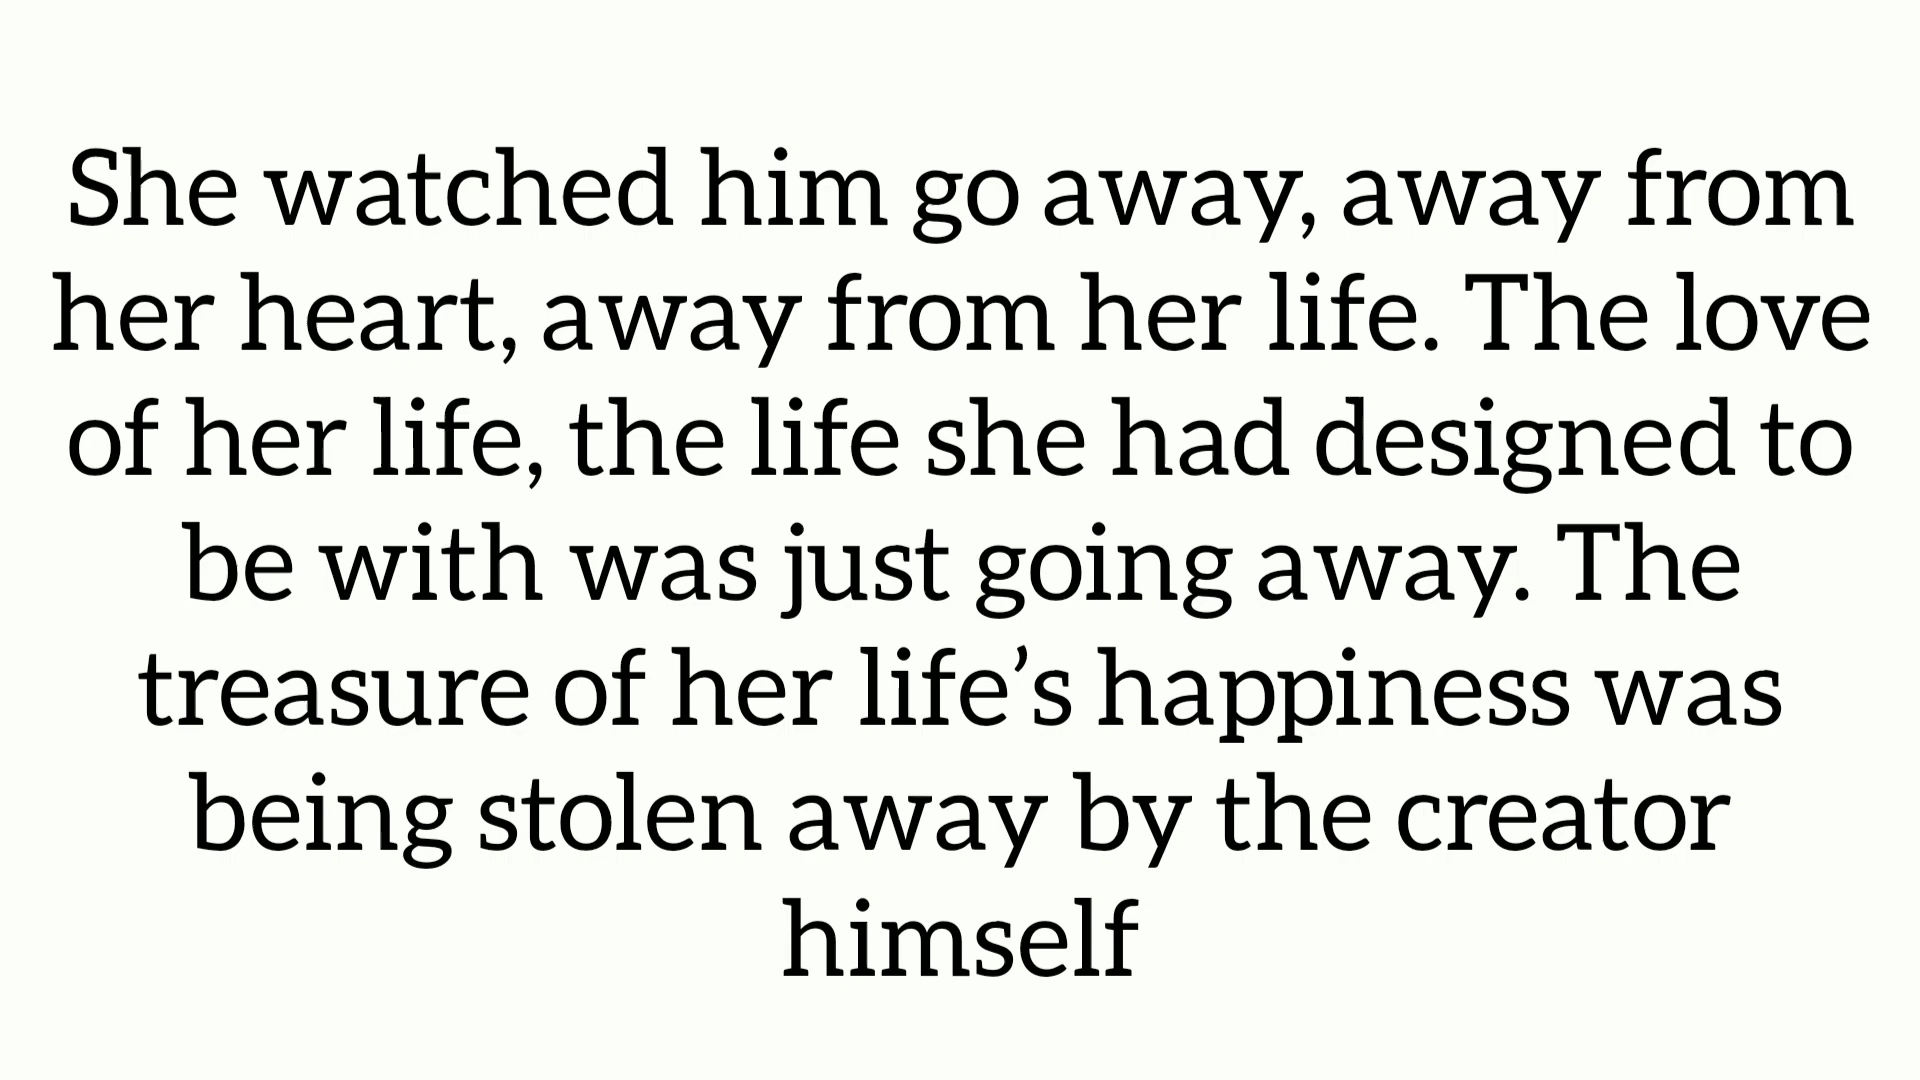 She watched him go away, away from
her heart, away from her life. The love
of her life, the life she had designed to
be with was just going away. The
treasure of her life’s happiness was
being stolen away by the creator
himself